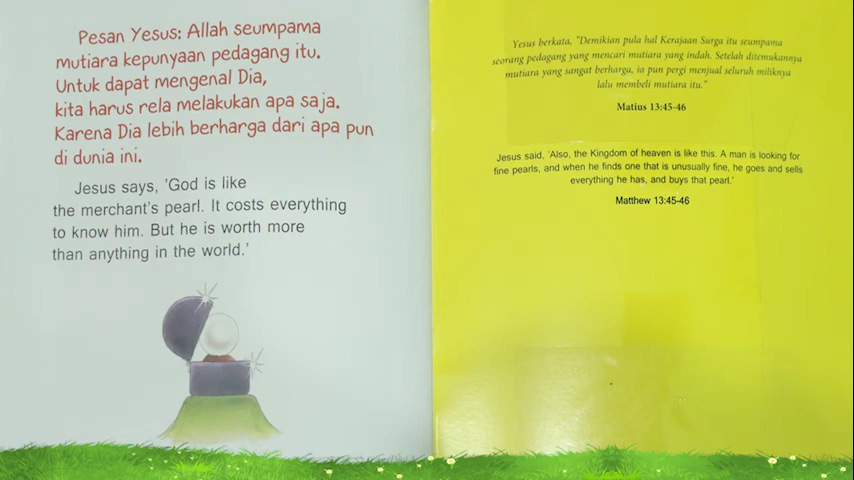 Pesan Yesus: Allah seumpama
mutiara kepunyaan pedagang itu.
Untuk dapat mengenal Dia,
kita harus rela melakukan apa saja.
Karena Dia lebih berharga dari apa pun
di dunia ini.
Jesus says, 'God is like
the merchant's pearl. It costs everything
to know him. But he is worth more
than anything in the world.'
Yesus berkata, "Demikian pula hal Kerajaan Surga itu seumpama
seorang pedagang yang mencari mutiara yang indah. Setelah ditemukannya
mutiara yang sangat berharga, ia pun pergi menjual seluruh miliknya
lalu membeli mutiara itu."
Matius 13:45-46
Jesus said, 'Also, the Kingdom of heaven is like this. A man is looking for
fine pearls, and when he finds one that is unusually fine, he goes and sells
everything he has, and buys that pearl.'
Matthew 13:45-46